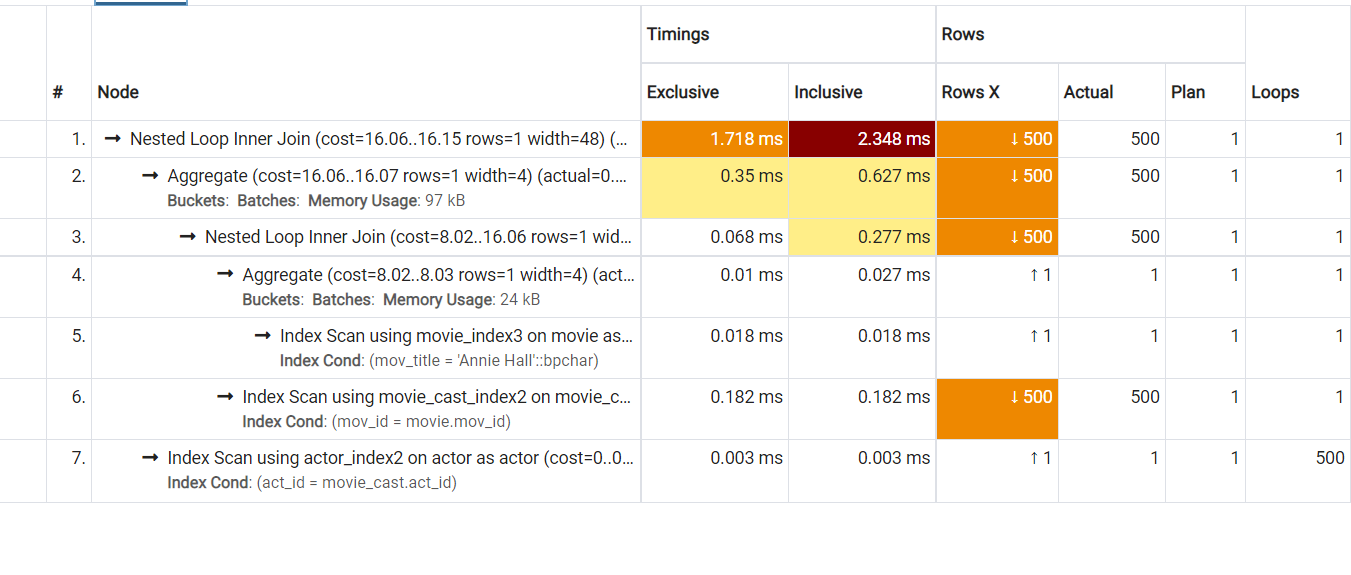 Timings Rows
# Node Exclusive Inclusive Rows X Actual Plan Loops
1. → Nested Loop Inner Join (cost=16.06..16.15 rows=1 width=48) (... 1.718 ms 2.348 ms ↓ 500 500 1 1
2. → Aggregate (cost=16.06..16.07 rows=1 width=4) (actual=0.... 0.35 ms 0.627 ms ↓ 500 500 1 1
Buckets: Batches: Memory Usage: 97 kB
3. → Nested Loop Inner Join (cost=8.02..16.06 rows=1 wid... 0.068 ms 0.277 ms ↓ 500 500 1 1
4. → Aggregate (cost=8.02..8.03 rows=1 width=4) (act... 0.01 ms 0.027 ms ↑ 1 1 1 1
Buckets: Batches: Memory Usage: 24 kB
5. → Index Scan using movie_index3 on movie as... 0.018 ms 0.018 ms ↑ 1 1 1 1
Index Cond: (mov_title = 'Annie Hall'::bpchar)
6. → Index Scan using movie_cast_index2 on movie_c... 0.182 ms 0.182 ms ↓ 500 500 1 1
Index Cond: (mov_id = movie.mov_id)
7. → Index Scan using actor_index2 on actor as actor (cost=0..0... 0.003 ms 0.003 ms ↑ 1 1 1 500
Index Cond: (act_id = movie_cast.act_id)